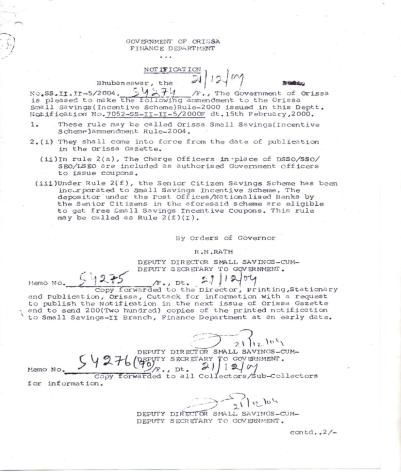 GOVERNMENT OF ORISSA
FINANCE DEPARTMENT
...
NOTIFICATION
Bhubaneswar, the 21/12/04
No.SS.II.II-5/2004. 54274 /F., The Government of Orissa
is pleased to make the following ammendment to the Orissa
Small Savings(Incentive Scheme)Rule-2000 issued in this Deptt.
Notification No.7052-SS-II-II-5/2000F dt.15th February,2000.
1. These rule may be called Orissa Small Savings(Incentive
Scheme)ammendment Rule-2004.
2.(i) They shall come into force from the date of publication
in the Orissa Gazette.
(ii)In rule 2(a), The Charge Officers in place of DSSO/SSO/
SEO/LSEO are included as authorised Government officers
to issue coupons.
(iii)Under Rule 2(f), the Senior Citizen Savings Scheme has been
incorporated to Small Savings Incentive Scheme. The
depositor under the Post Offices/Nationalised Banks by
the Senior Citizens in the aforesaid scheme are eligible
to get free Small Savings Incentive Coupons. This rule
may be called as Rule 2(f)(I).
By Orders of Governor
R.N.RATH
DEPUTY DIRECTOR SMALL SAVINGS-CUM-
DEPUTY SECRETARY TO GOVERNMENT.
Memo No. 54275 /F., Dt. 21/12/04
Copy forwarded to the Director, Printing,Stationary
and Publication, Orissa, Cuttack for information with a request
to publish the Notification in the next issue of Orissa Gazette
and to send 200(Two hundred) copies of the printed notification
to Small Savings-II Branch, Finance Department at an early date.
21/12/04
DEPUTY DIRECTOR SMALL SAVINGS-CUM-
DEPUTY SECRETARY TO GOVERNMENT.
Memo No. 54276(70) /F., Dt. 21/12/04
Copy forwarded to all Collectors/Sub-Collectors
for information.
21/12/04
DEPUTY DIRECTOR SMALL SAVINGS-CUM-
DEPUTY SECRETARY TO GOVERNMENT.
contd..2/-